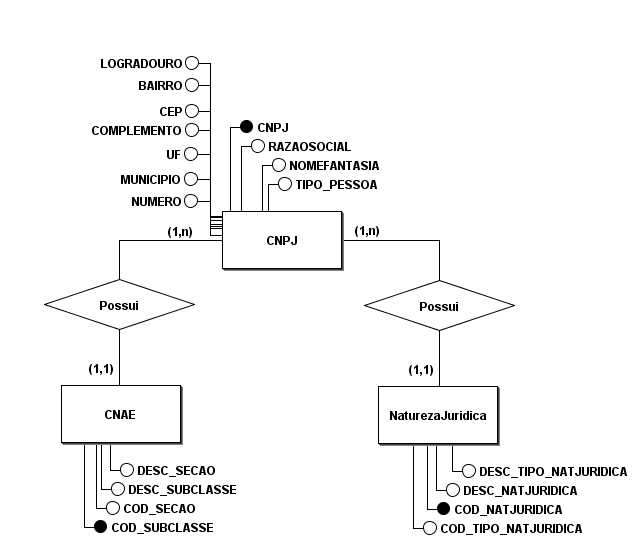 LOGRADOURO
BAIRRO
CEP
COMPLEMENTO
UF
MUNICIPIO
NUMERO
CNPJ
RAZAOSOCIAL
NOMEFANTASIA
TIPO_PESSOA
(1,n)
CNPJ
(1,n)
Possui
Possui
(1,1)
(1,1)
CNAE
NaturezaJuridica
DESC_SECAO
DESC_SUBCLASSE
COD_SECAO
COD_SUBCLASSE
DESC_TIPO_NATJURIDICA
DESC_NATJURIDICA
COD_NATJURIDICA
COD_TIPO_NATJURIDICA